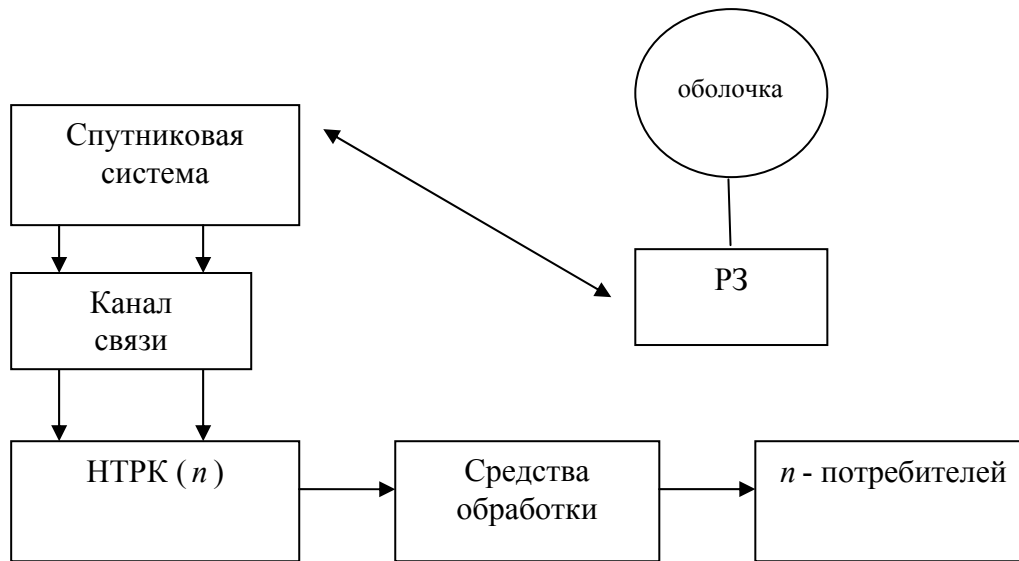 оболочка
Спутниковая
система
РЗ
Канал
связи
НТРК ( n )
Средства
обработки
n - потребителей